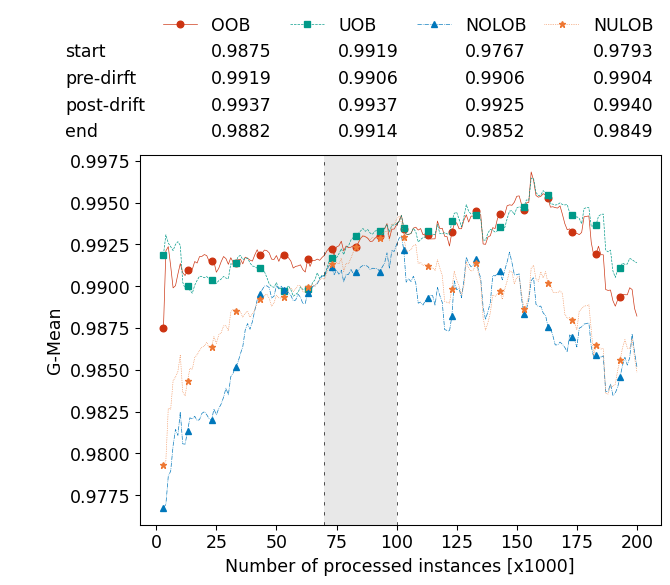 OOB UOB NOLOB NULOB
start 0.9875 0.9919 0.9767 0.9793
pre-dirft 0.9919 0.9906 0.9906 0.9904
post-drift 0.9937 0.9937 0.9925 0.9940
end 0.9882 0.9914 0.9852 0.9849
0.9975
0.9950
0.9925
0.9900
0.9875
0.9850
0.9825
0.9800
0.9775
G-Mean
0 25 50 75 100 125 150 175 200
Number of processed instances [x1000]